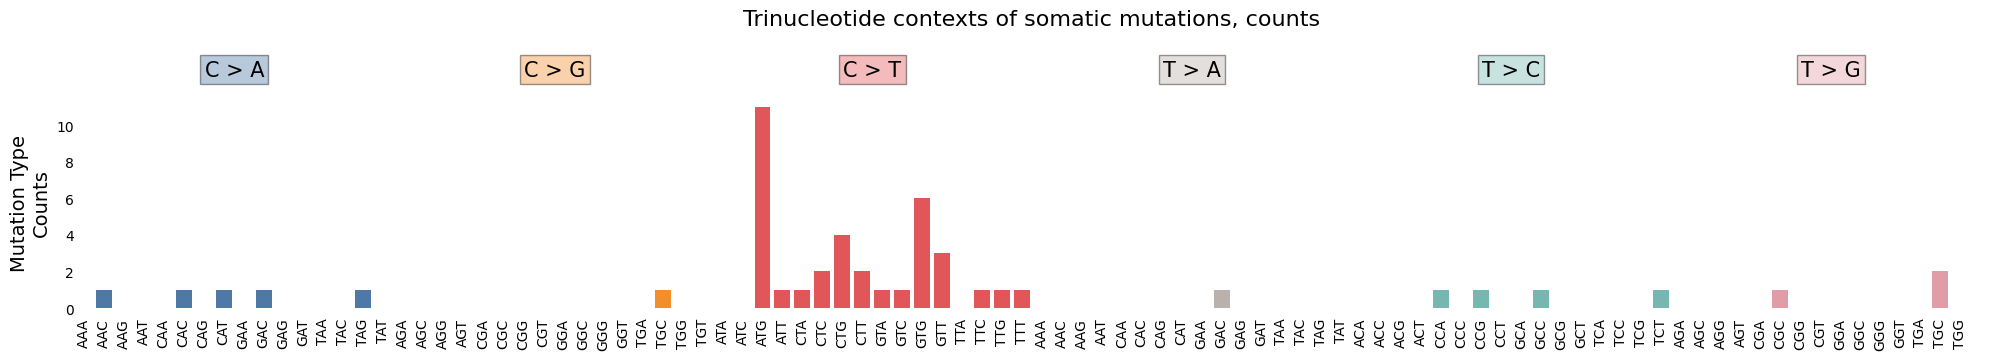 Trinucleotide contexts of somatic mutations, counts
C > A C > G C > T T > A T > C T > G
Mutation Type
Counts
10
8
6
4
2
0
AAA AAC AAG AAT CAA CAC CAG CAT GAA GAC GAG GAT TAA TAC TAG TAT AGA AGC AGG AGT CGA CGC CGG CGT GGA GGC GGG GGT TGA TGC TGG TGT ATA ATC ATG ATT CTA CTC CTG CTT GTA GTC GTG GTT TTA TTC TTG TTT AAA AAC AAG AAT CAA CAC CAG CAT GAA GAC GAG GAT TAA TAC TAG TAT ACA ACC ACG ACT CCA CCC CCG CCT GCA GCC GCG GCT TCA TCC TCG TCT AGA AGC AGG AGT CGA CGC CGG CGT GGA GGC GGG GGT TGA TGC TGG